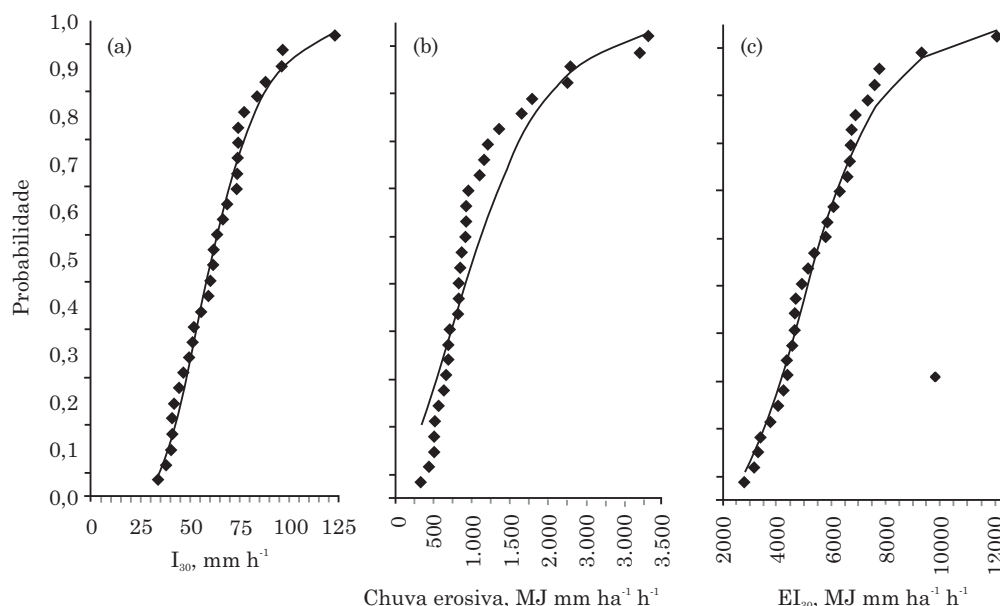 Probabilidade
1,0
0,9
0,8
0,7
0,6
0,5
0,4
0,3
0,2
0,1
0,0
(a)
0 25 50 75 100 125
I₃₀, mm h⁻¹
(b)
0 500 1.000 1.500 2.000 2.500 3.000 3.500
Chuva erosiva, MJ mm ha⁻¹ h⁻¹
(c)
2000 4000 6000 8000 10000 12000
EI₃₀, MJ mm ha⁻¹ h⁻¹